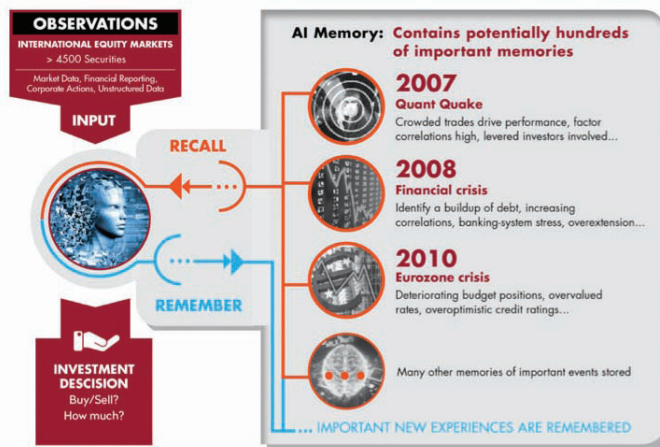 OBSERVATIONS
INTERNATIONAL EQUITY MARKETS
> 4500 Securities
Market Data, Financial Reporting,
Corporate Actions, Unstructured Data
INPUT
RECALL
REMEMBER
INVESTMENT
DESCISION
Buy/Sell?
How much?
AI Memory: Contains potentially hundreds
of important memories
2007
Quant Quake
Crowded trades drive performance, factor
correlations high, levered investors involved...
2008
Financial crisis
Identify a buildup of debt, increasing
correlations, banking-system stress, overextension...
2010
Eurozone crisis
Deteriorating budget positions, overvalued
rates, overoptimistic credit ratings...
Many other memories of important events stored
... IMPORTANT NEW EXPERIENCES ARE REMEMBERED